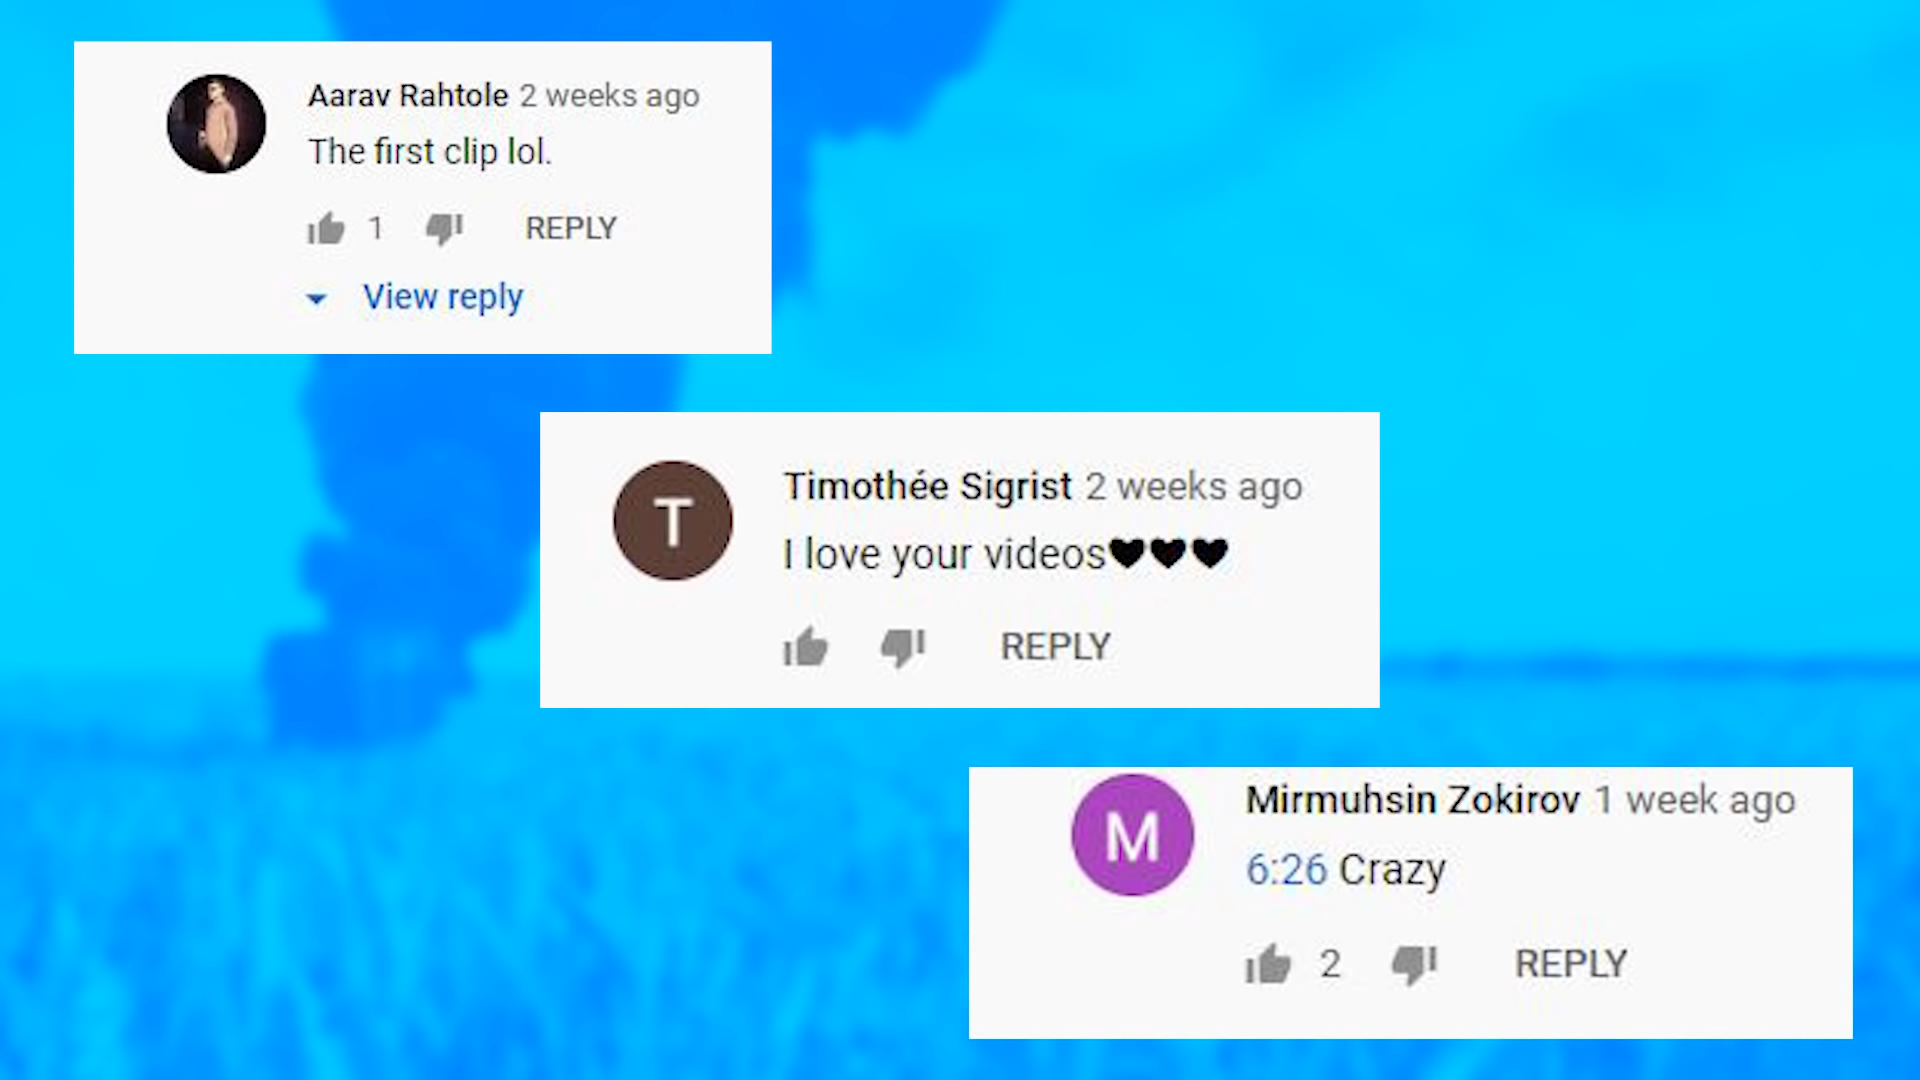 Aarav Rahtole 2 weeks ago
The first clip lol.
1 REPLY
View reply
T
Timothée Sigrist 2 weeks ago
I love your videos🖤🖤🖤
REPLY
M
Mirmuhsin Zokirov 1 week ago
6:26 Crazy
2 REPLY